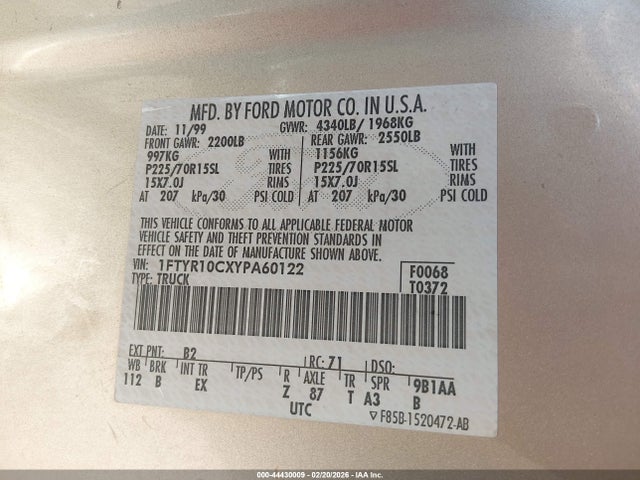 MFD. BY FORD MOTOR CO. IN U.S.A.
DATE: 11/99 GVWR: 4340LB/ 1968KG
FRONT GAWR: 2200LB REAR GAWR: 2550LB
997KG WITH 1156KG WITH
P225/70R15SL TIRES P225/70R15SL TIRES
15X7.0J RIMS 15X7.0J RIMS
AT 207 kPa/30 PSI COLD AT 207 kPa/30 PSI COLD
THIS VEHICLE CONFORMS TO ALL APPLICABLE FEDERAL MOTOR
VEHICLE SAFETY AND THEFT PREVENTION STANDARDS IN
EFFECT ON THE DATE OF MANUFACTURE SHOWN ABOVE.
VIN: 1FTYR10CXYPA60122 F0068
TYPE: TRUCK T0372
EXT PNT: B2 RC: 71 DSO:
WB BRK INT TR TP/PS R AXLE TR SPR 9B1AA
112 B EX Z 87 T A3 B
UTC ▽ F85B-1520472-AB
000-44430009 - 02/20/2026 - IAA Inc.